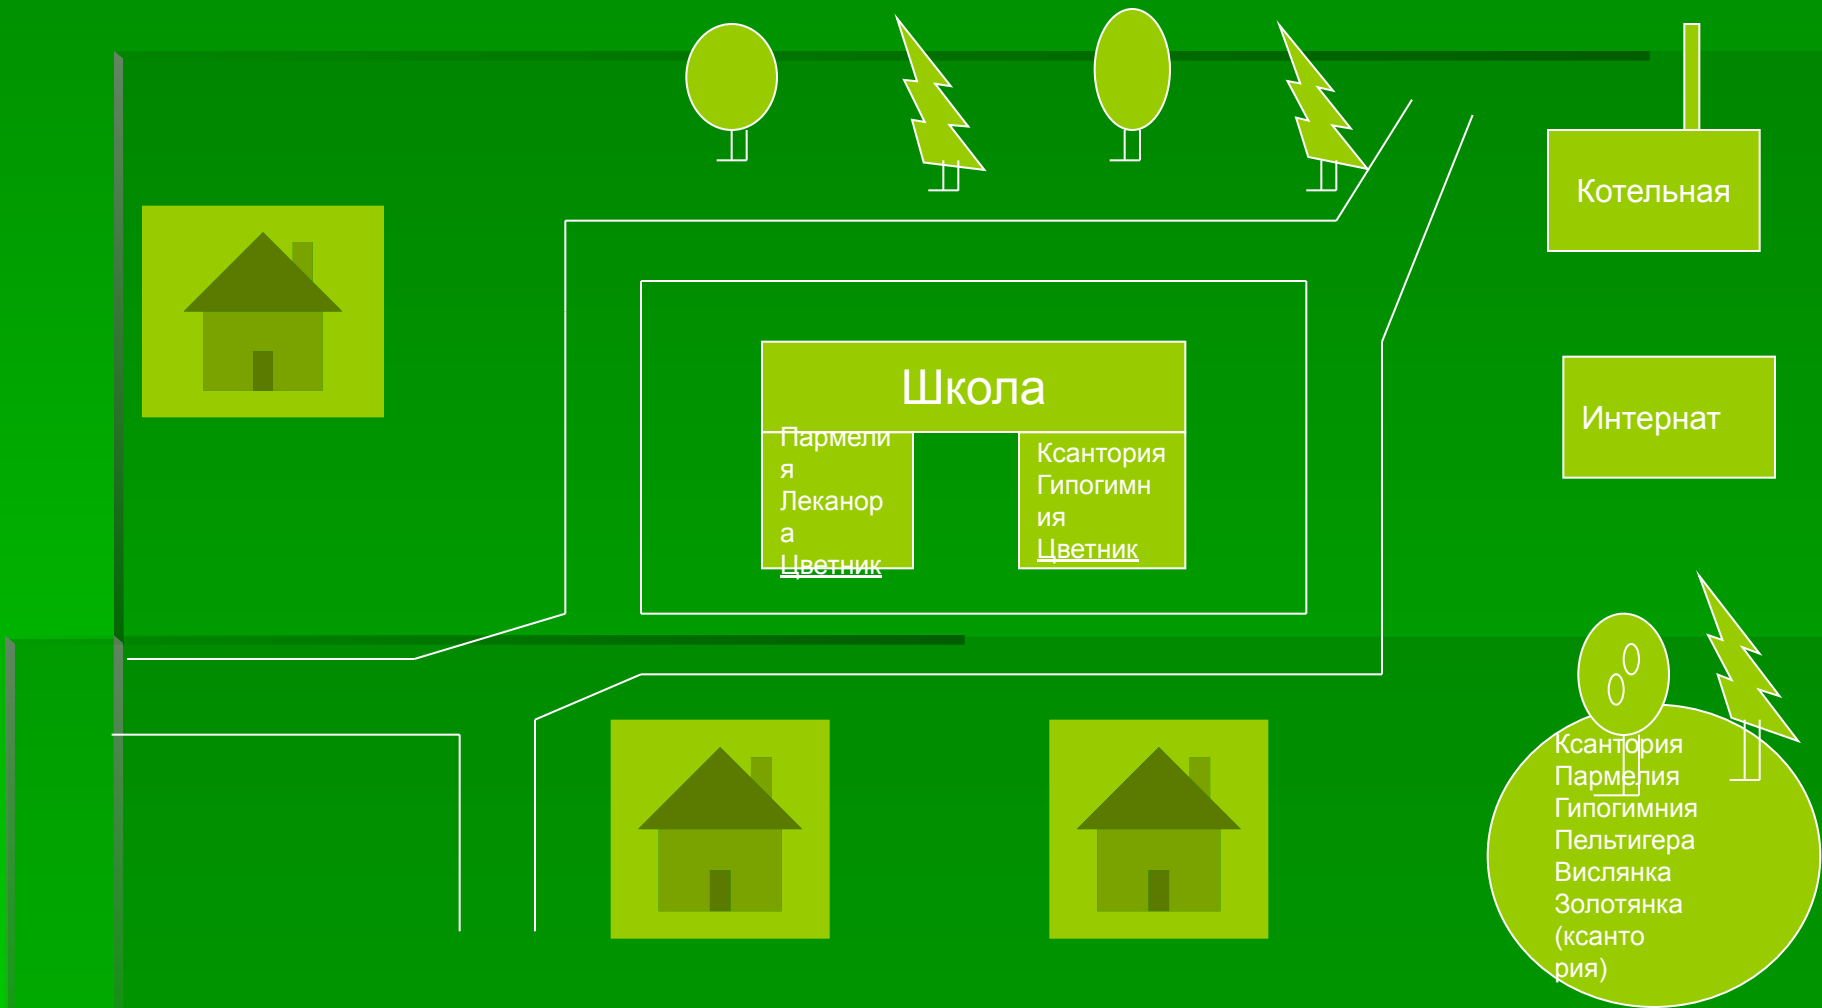 Котельная
Школа
Интернат
Пармели
я
Леканор
а
Цветник
Ксантория
Гипогимн
ия
Цветник
Ксантория
Пармелия
Гипогимния
Пельтигера
Вислянка
Золотянка
(ксанто
рия)